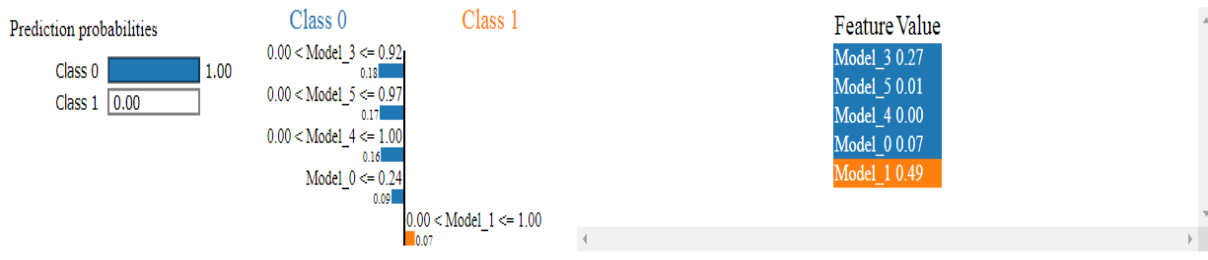 Prediction probabilities
Class 0 1.00
Class 1 0.00
Class 0 Class 1
0.00 < Model_3 <= 0.92
0.18
0.00 < Model_5 <= 0.97
0.17
0.00 < Model_4 <= 1.00
0.16
Model_0 <= 0.24
0.09
0.00 < Model_1 <= 1.00
0.07
Feature Value
Model_3 0.27
Model_5 0.01
Model_4 0.00
Model_0 0.07
Model_1 0.49